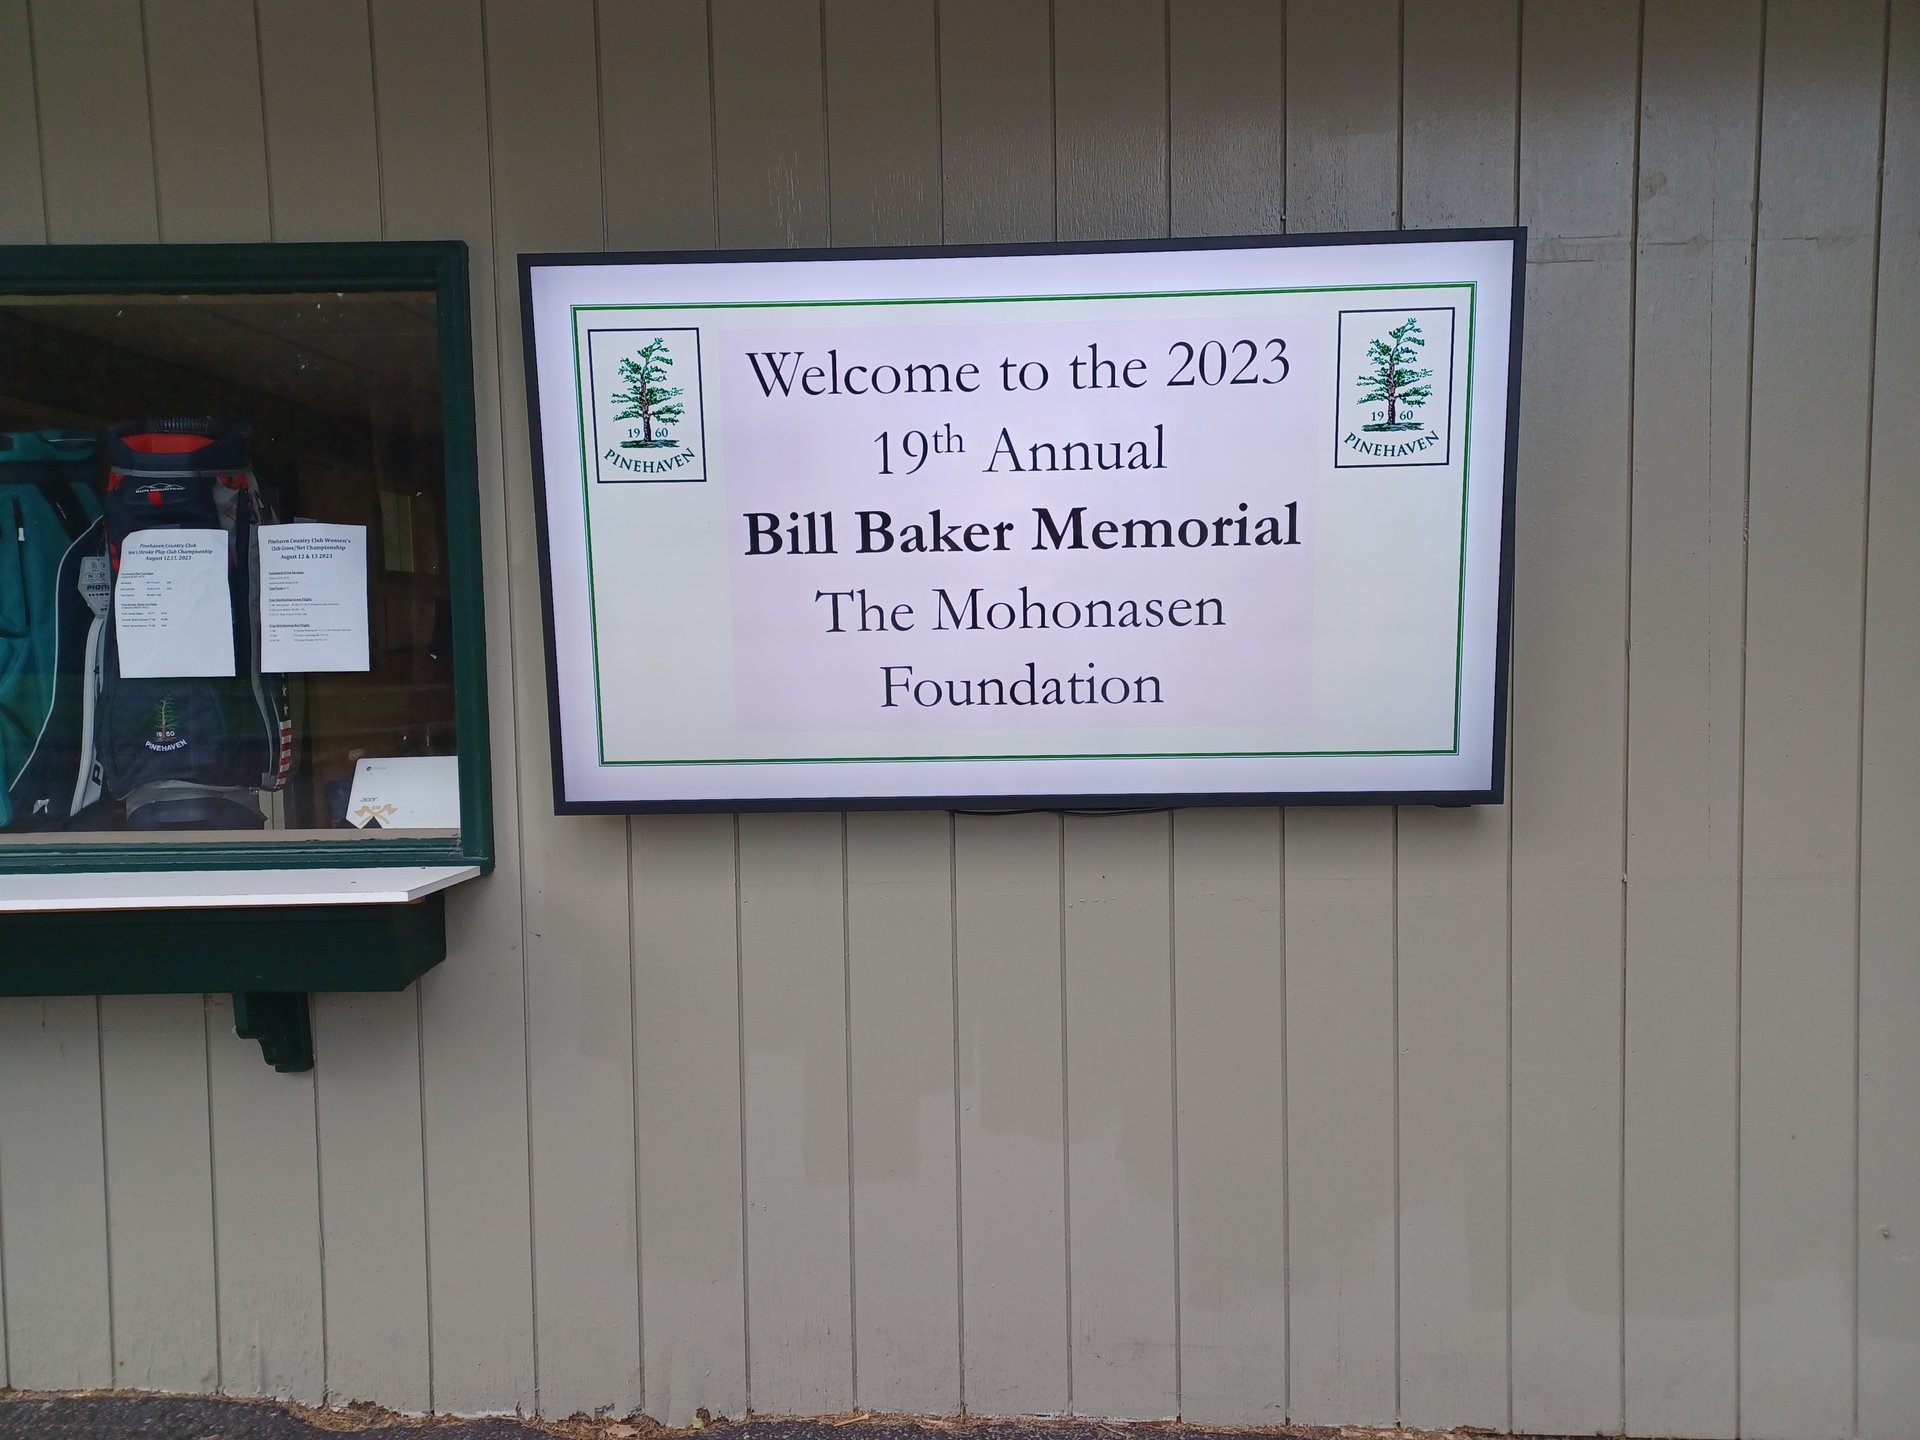 Welcome to the 2023
19th Annual
Bill Baker Memorial
The Mohonasen
Foundation
19 60
PINEHAVEN
19 60
PINEHAVEN
SUN MOUNTAIN
Pinehaven Country Club
Stroke Play Club Championship
August 12,13, 2023
Pinehaven Country Club Women's
Club Gross/Net Championship
August 12 & 13 2023
19 60
PINEHAVEN
acer